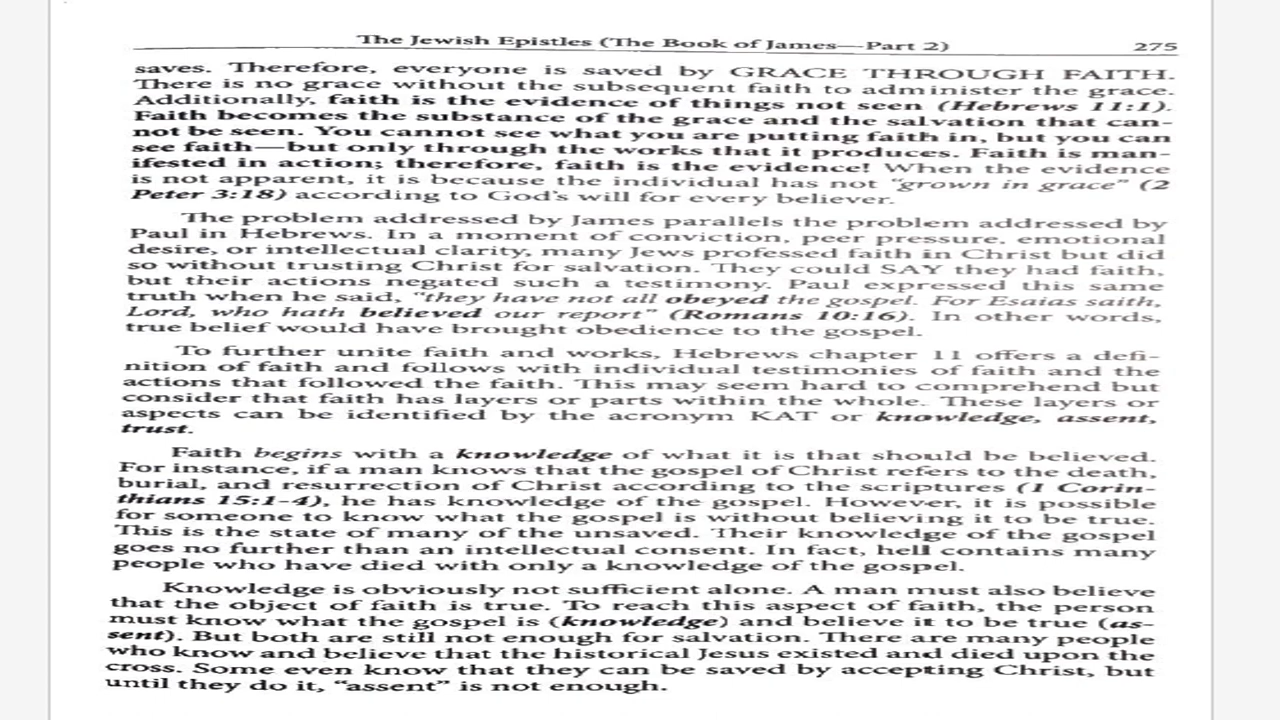 The Jewish Epistles (The Book of James—Part 2) 275
saves. Therefore, everyone is saved by GRACE THROUGH FAITH.
There is no grace without the subsequent faith to administer the grace.
Additionally, faith is the evidence of things not seen (Hebrews 11:1).
Faith becomes the substance of the grace and the salvation that can-
not be seen. You cannot see what you are putting faith in, but you can
see faith—but only through the works that it produces. Faith is man-
ifested in action; therefore, faith is the evidence! When the evidence
is not apparent, it is because the individual has not "grown in grace" (2
Peter 3:18) according to God's will for every believer.
The problem addressed by James parallels the problem addressed by
Paul in Hebrews. In a moment of conviction, peer pressure, emotional
desire, or intellectual clarity, many Jews professed faith in Christ but did
so without trusting Christ for salvation. They could SAY they had faith,
but their actions negated such a testimony. Paul expressed this same
truth when he said, "they have not all obeyed the gospel. For Esaias saith,
Lord, who hath believed our report" (Romans 10:16). In other words,
true belief would have brought obedience to the gospel.
To further unite faith and works, Hebrews chapter 11 offers a defi-
nition of faith and follows with individual testimonies of faith and the
actions that followed the faith. This may seem hard to comprehend but
consider that faith has layers or parts within the whole. These layers or
aspects can be identified by the acronym KAT or knowledge, assent,
trust.
Faith begins with a knowledge of what it is that should be believed.
For instance, if a man knows that the gospel of Christ refers to the death,
burial, and resurrection of Christ according to the scriptures (1 Corin-
thians 15:1-4), he has knowledge of the gospel. However, it is possible
for someone to know what the gospel is without believing it to be true.
This is the state of many of the unsaved. Their knowledge of the gospel
goes no further than an intellectual consent. In fact, hell contains many
people who have died with only a knowledge of the gospel.
Knowledge is obviously not sufficient alone. A man must also believe
that the object of faith is true. To reach this aspect of faith, the person
must know what the gospel is (knowledge) and believe it to be true (as-
sent). But both are still not enough for salvation. There are many people
who know and believe that the historical Jesus existed and died upon the
cross. Some even know that they can be saved by accepting Christ, but
until they do it, "assent" is not enough.